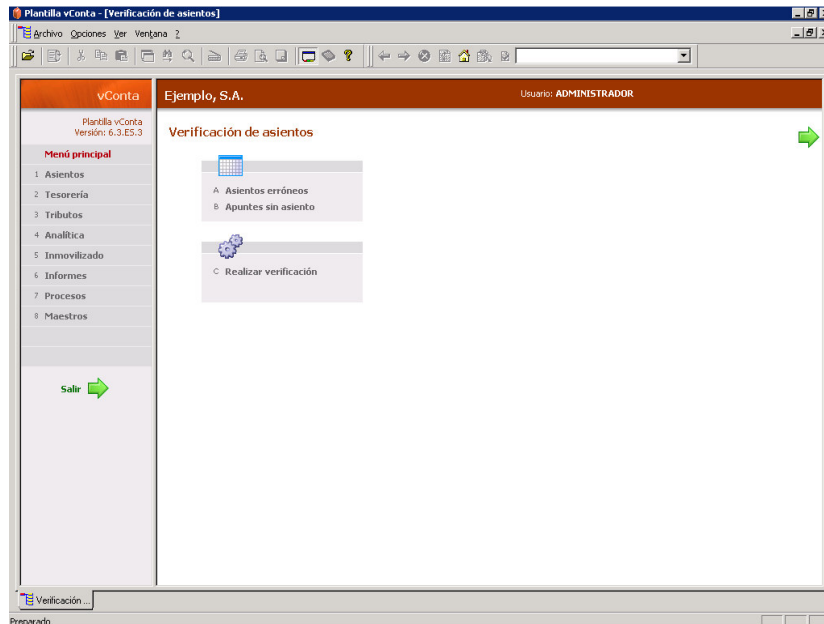 Plantilla vConta - [Verificación de asientos]
Archivo Opciones Ver Ventana ?
vConta
Ejemplo, S.A.
Usuario: ADMINISTRADOR
Plantilla vConta
Versión: 6.3.E5.3
Verificación de asientos
Menú principal
1 Asientos
2 Tesorería
3 Tributos
4 Analítica
5 Inmovilizado
6 Informes
7 Procesos
8 Maestros
A Asientos erróneos
B Apuntes sin asiento
C Realizar verificación
Salir
Verificación ...
Preparado